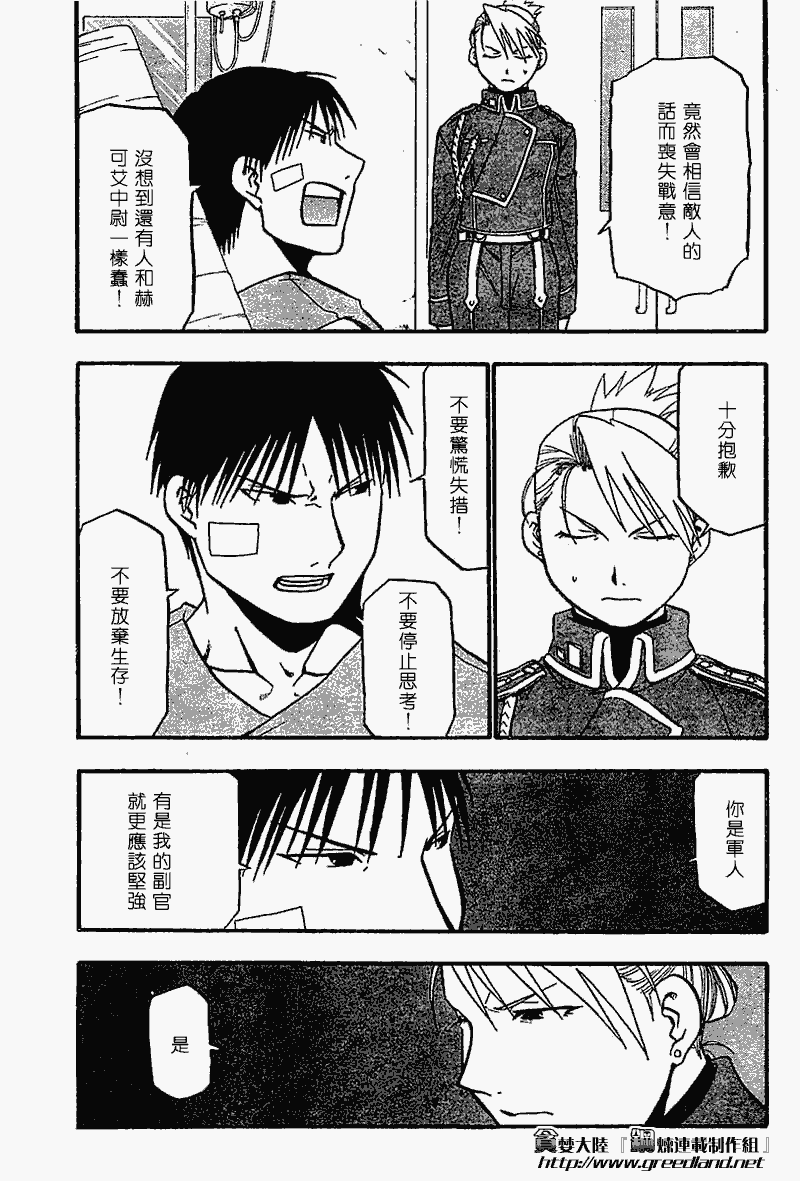 竟然會相信敵人的
話而喪失戰意！
沒想到還有人和赫
可艾中尉一樣蠢！
十分抱歉
不要驚慌失措！
不要停止思考！
不要放棄生存！
你是軍人
有是我的副官
就更應該堅強
是
貪婪大陸『鋼煉連載制作組』
http://www.greedland.net